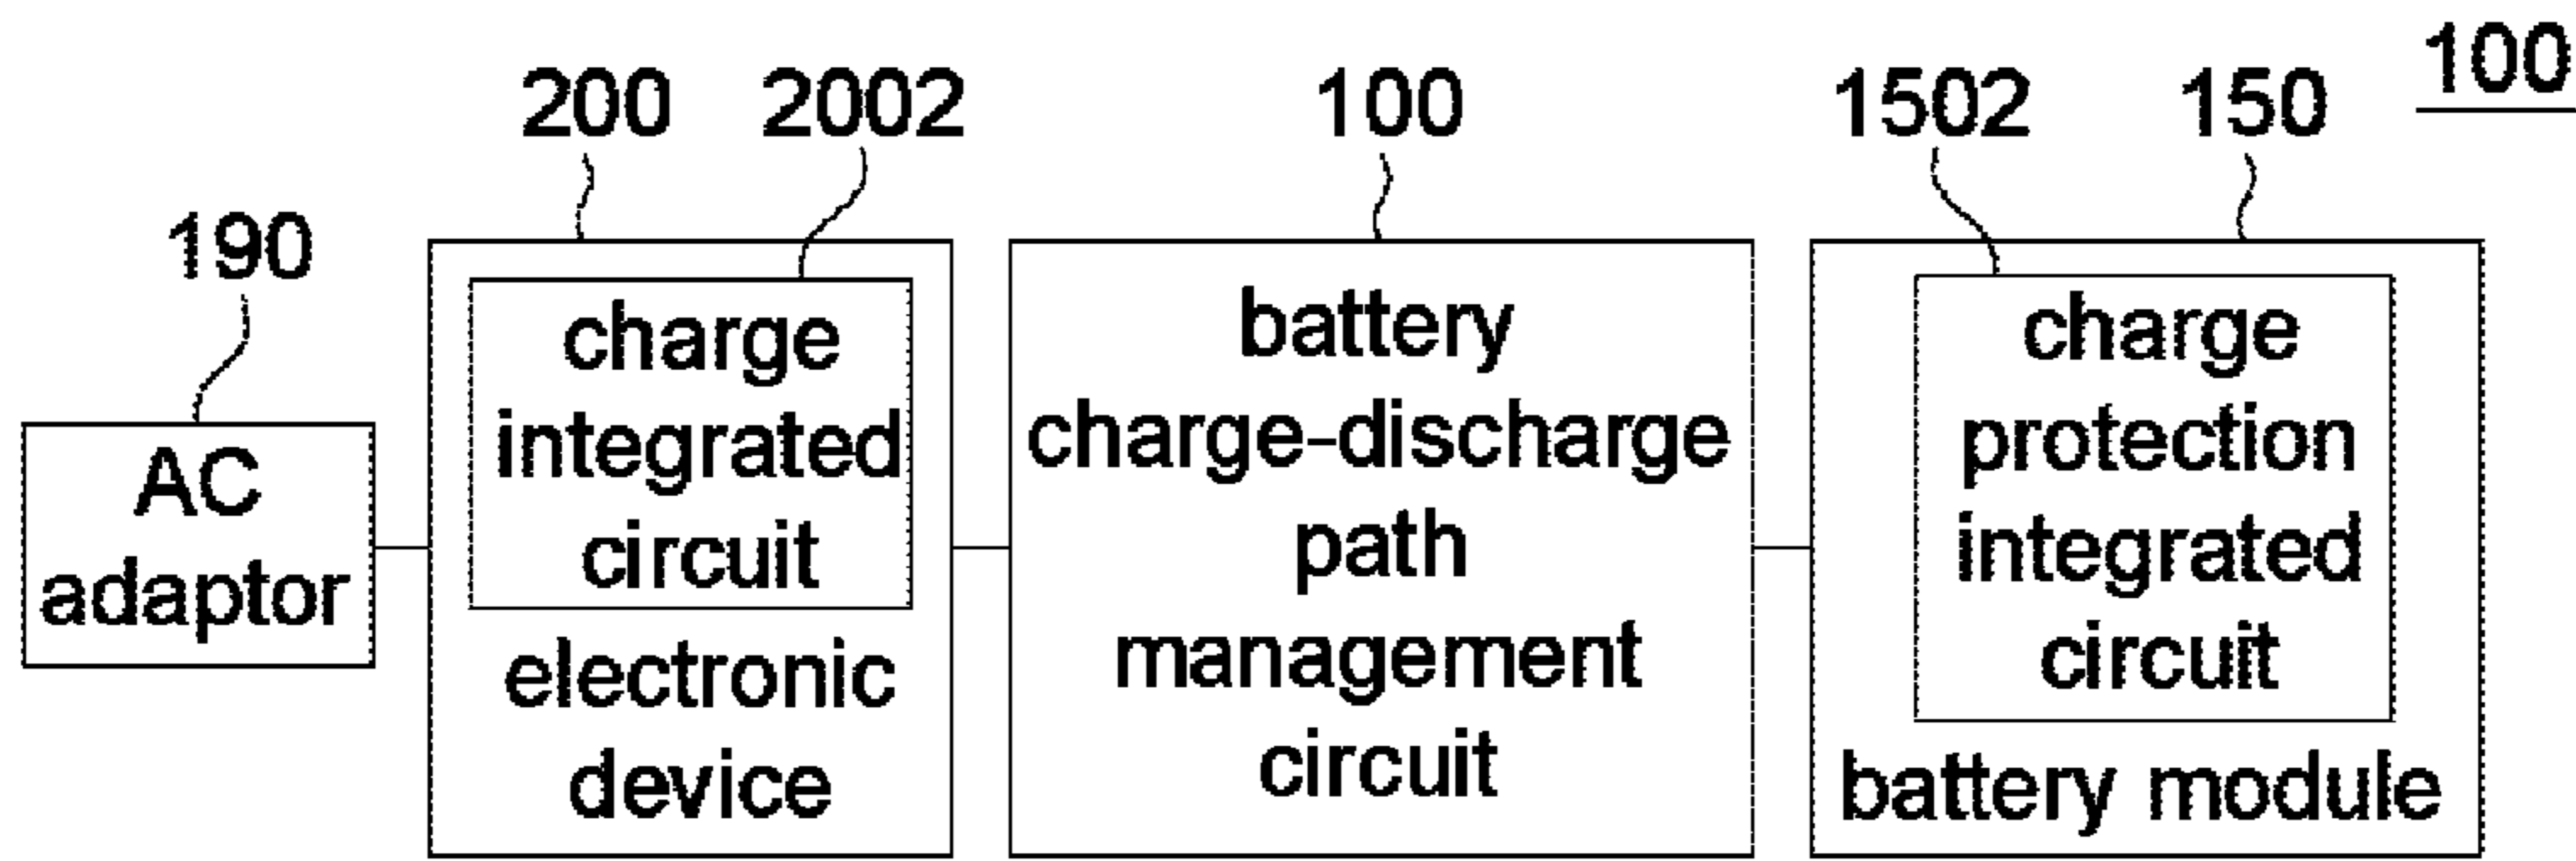 100
200 2002 100 1502 150
190
AC
adaptor
charge
integrated
circuit
electronic
device
battery
charge-discharge
path
management
circuit
charge
protection
integrated
circuit
battery module